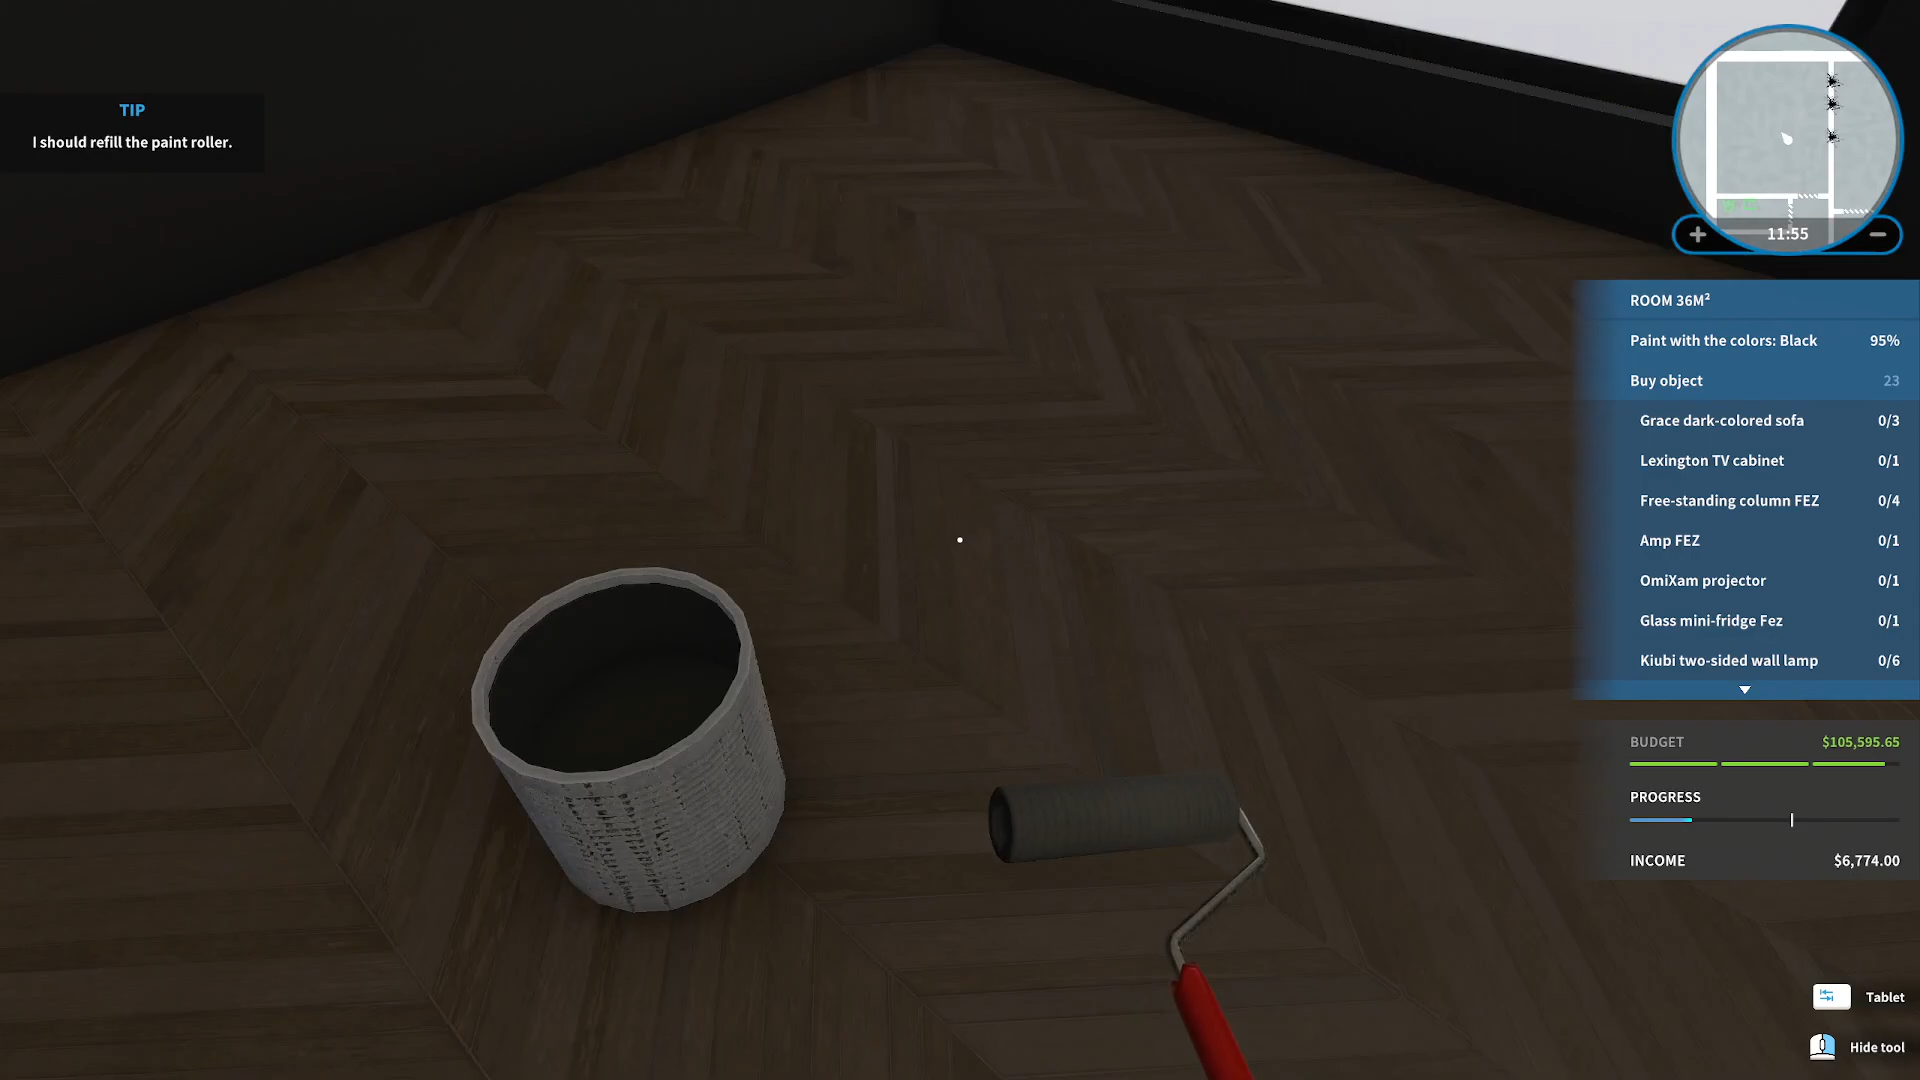 TIP
I should refill the paint roller.
11:55
ROOM 36M²
Paint with the colors: Black 95%
Buy object 23
Grace dark-colored sofa 0/3
Lexington TV cabinet 0/1
Free-standing column FEZ 0/4
Amp FEZ 0/1
OmiXam projector 0/1
Glass mini-fridge Fez 0/1
Kiubi two-sided wall lamp 0/6
BUDGET $105,595.65
PROGRESS
INCOME $6,774.00
Tablet
Hide tool